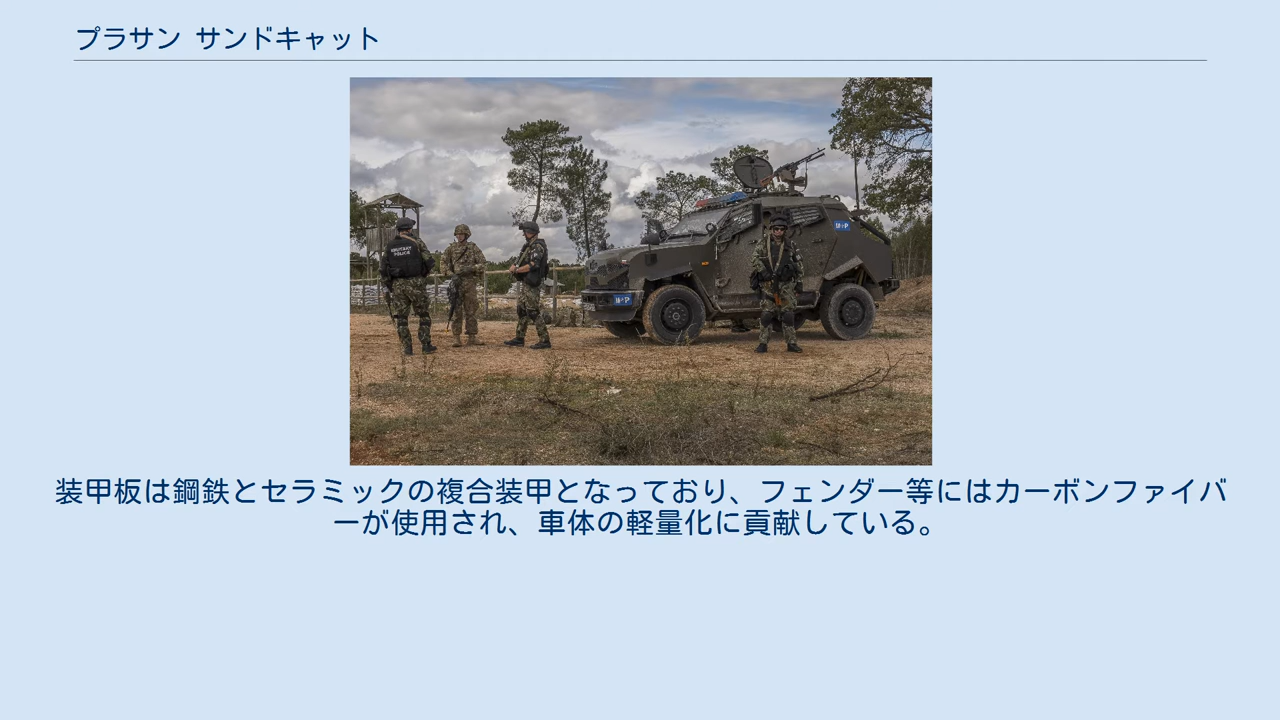 プラサン サンドキャット
MILITARY
POLICE
装甲板は鋼鉄とセラミックの複合装甲となっており、フェンダー等にはカーボンファイバ
ーが使用され、車体の軽量化に貢献している。